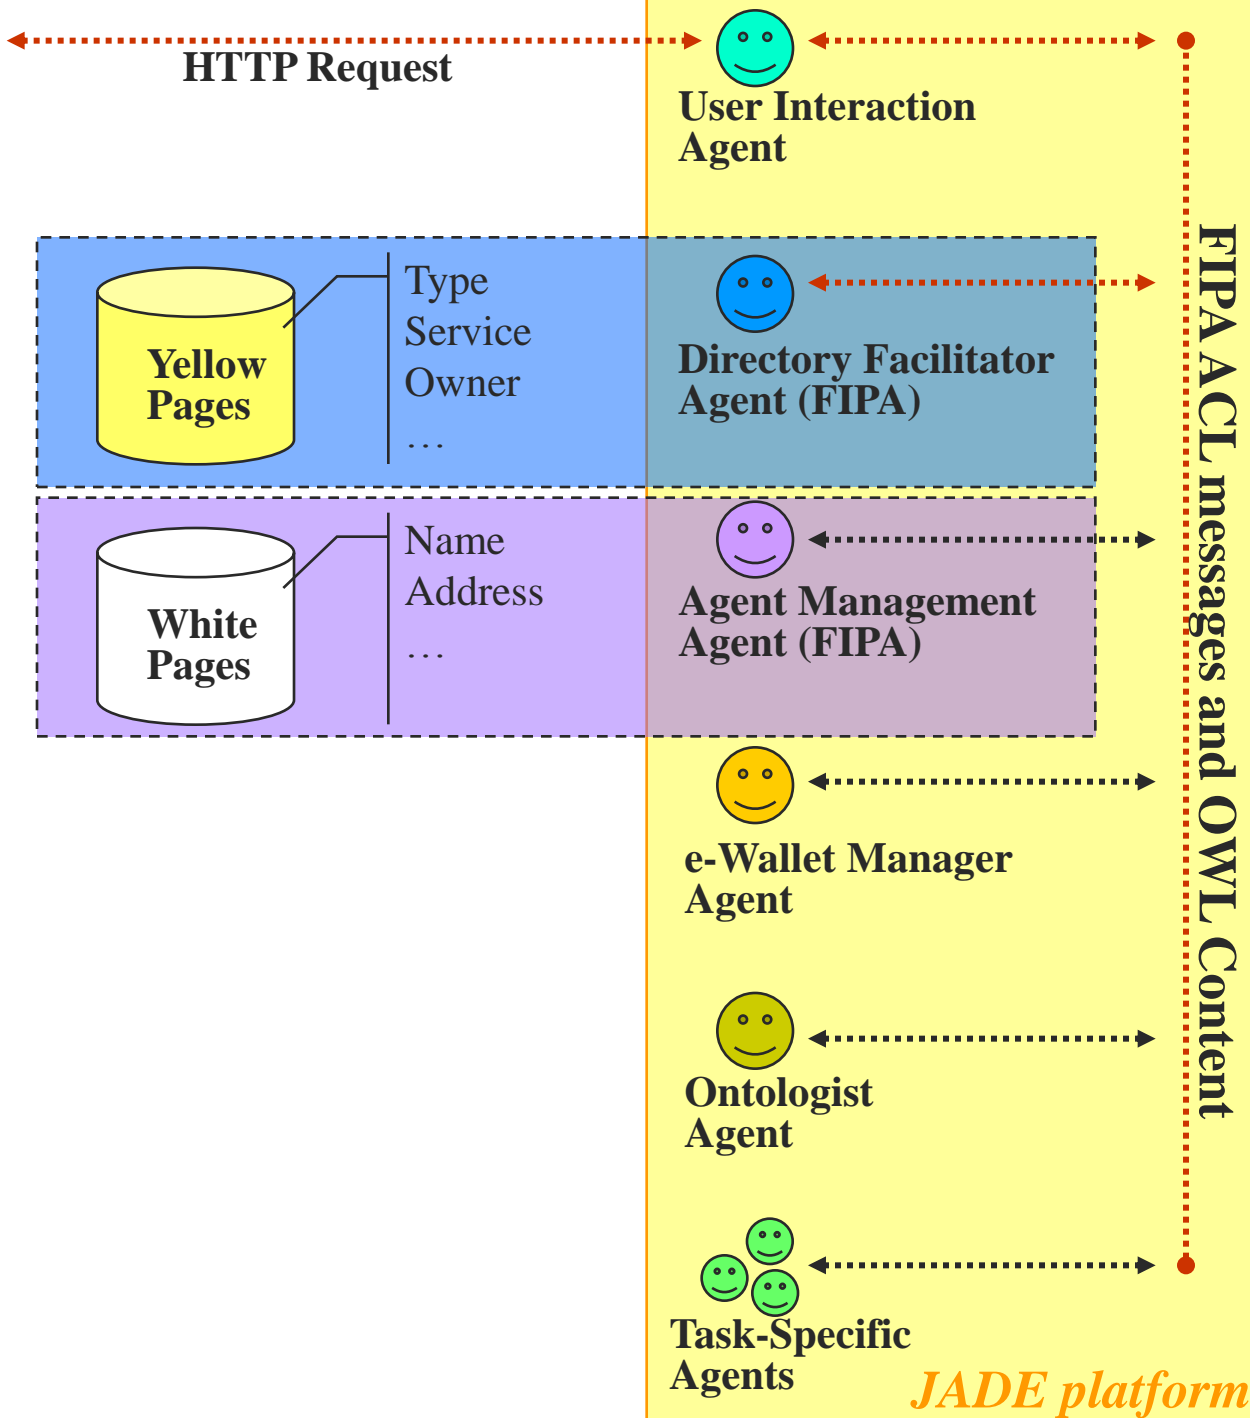 HTTP Request
User Interaction
Agent
Type
Service
Owner
…
Yellow
Pages
Directory Facilitator
Agent (FIPA)
Name
Address
…
White
Pages
Agent Management
Agent (FIPA)
e-Wallet Manager
Agent
Ontologist
Agent
Task-Specific
Agents
FIPA ACL messages and OWL Content
JADE platform